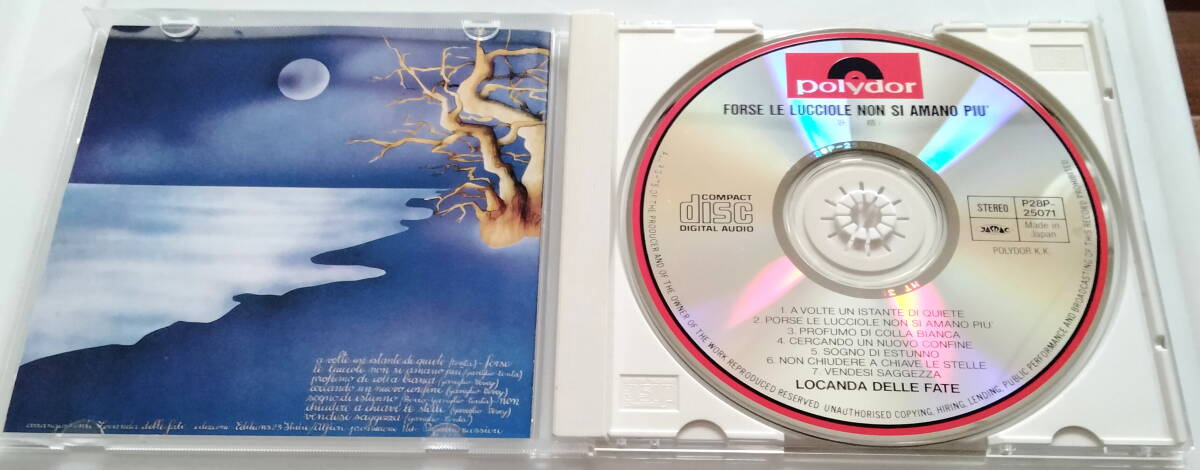 a volte un istante di quiete
forse
le lucciole non si amano più
profumo di colla bianca
cercando un nuovo confine
sogno di estunno non
chiudere a chiave le stelle
vendesi saggezza
locanda delle fate edizioni
polydor
FORSE LE LUCCIOLE NON SI AMANO PIU'
COMPACT
disc
DIGITAL AUDIO
STEREO
P28P-
25071
JASRAC
Made in
Japan
POLYDOR K.K.
1. A VOLTE UN ISTANTE DI QUIETE
2. PORSE LE LUCCIOLE NON SI AMANO PIU'
3. PROFUMO DI COLLA BIANCA
4. CERCANDO UN NUOVO CONFINE
5. SOGNO DI ESTUNNO
6. NON CHIUDERE A CHIAVE LE STELLE
7. VENDESI SAGGEZZA
LOCANDA DELLE FATE
OF THE PRODUCER AND OF THE OWNER OF THE WORK REPRODUCED RESERVED. UNAUTHORISED COPYING, HIRING, LENDING, PUBLIC PERFORMANCE AND BROADCASTING OF THIS RECORD PROHIBITED